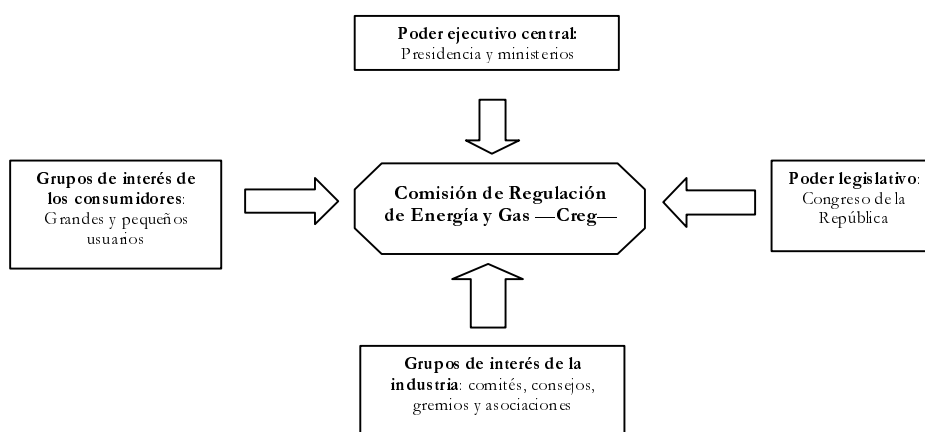 Poder ejecutivo central:
Presidencia y ministerios
Grupos de interés de
los consumidores:
Grandes y pequeños
usuarios
Comisión de Regulación
de Energía y Gas —Creg—
Poder legislativo:
Congreso de la
República
Grupos de interés de la
industria: comités, consejos,
gremios y asociaciones